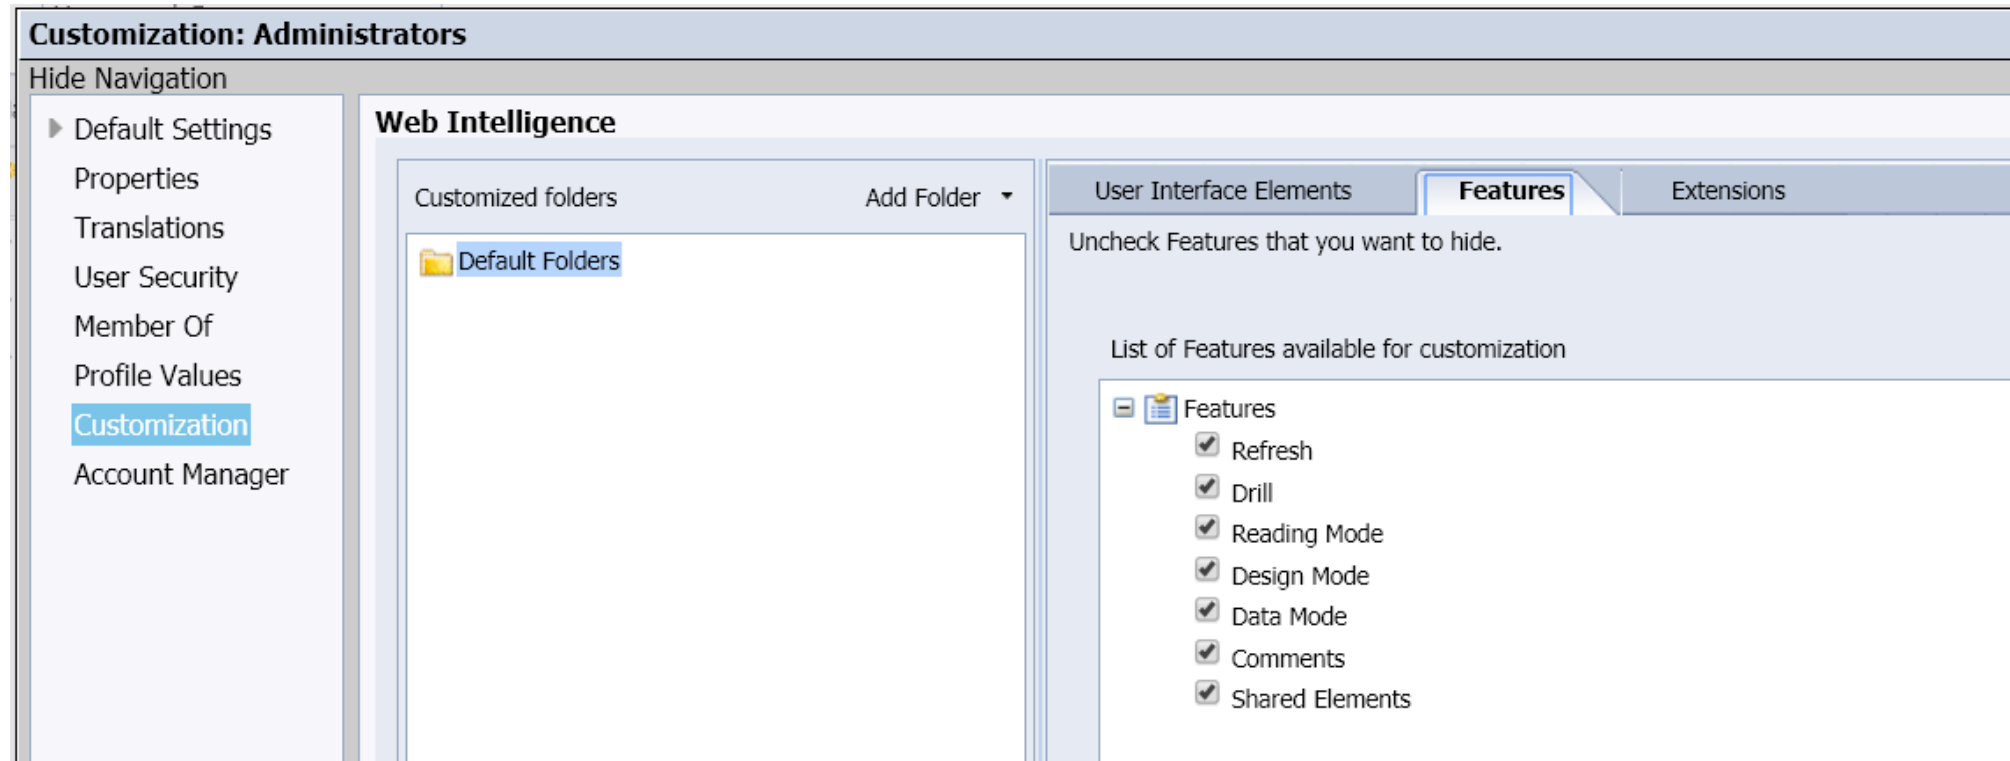 Customization: Administrators
Hide Navigation
Default Settings
Properties
Translations
User Security
Member Of
Profile Values
Customization
Account Manager
Web Intelligence
Customized folders Add Folder
Default Folders
User Interface Elements Features Extensions
Uncheck Features that you want to hide.
List of Features available for customization
Features
Refresh
Drill
Reading Mode
Design Mode
Data Mode
Comments
Shared Elements